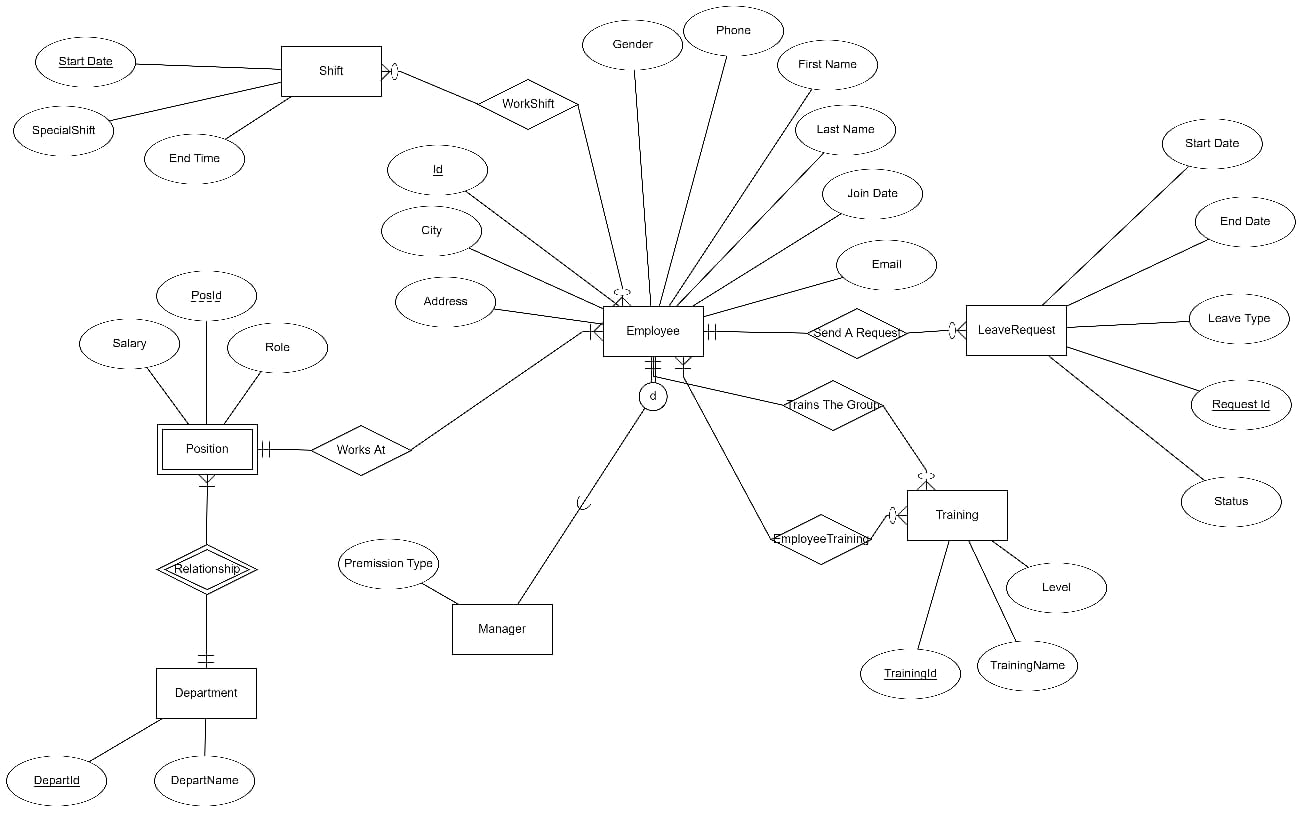 Gender
Phone
Start Date
Shift
First Name
WorkShift
SpecialShift
Last Name
End Time
Start Date
Id
Join Date
City
End Date
Email
PosId
Address
Employee
Send A Request
LeaveRequest
Leave Type
Salary
Role
d
Trains The Group
Request Id
Position
Works At
Status
Training
EmployeeTraining
Relationship
Premission Type
Level
Manager
TrainingId
TrainingName
Department
DepartId
DepartName